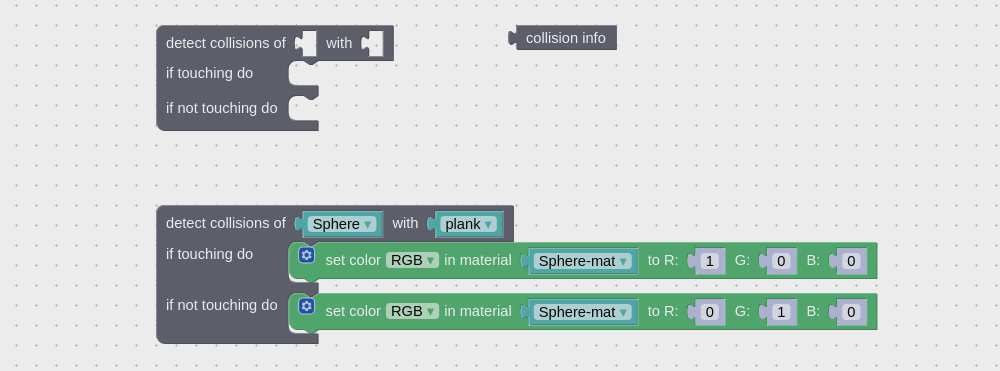 detect collisions of with
collision info
if touching do
if not touching do
detect collisions of Sphere with plank
if touching do set color RGB in material Sphere-mat to R: 1 G: 0 B: 0
if not touching do set color RGB in material Sphere-mat to R: 0 G: 1 B: 0